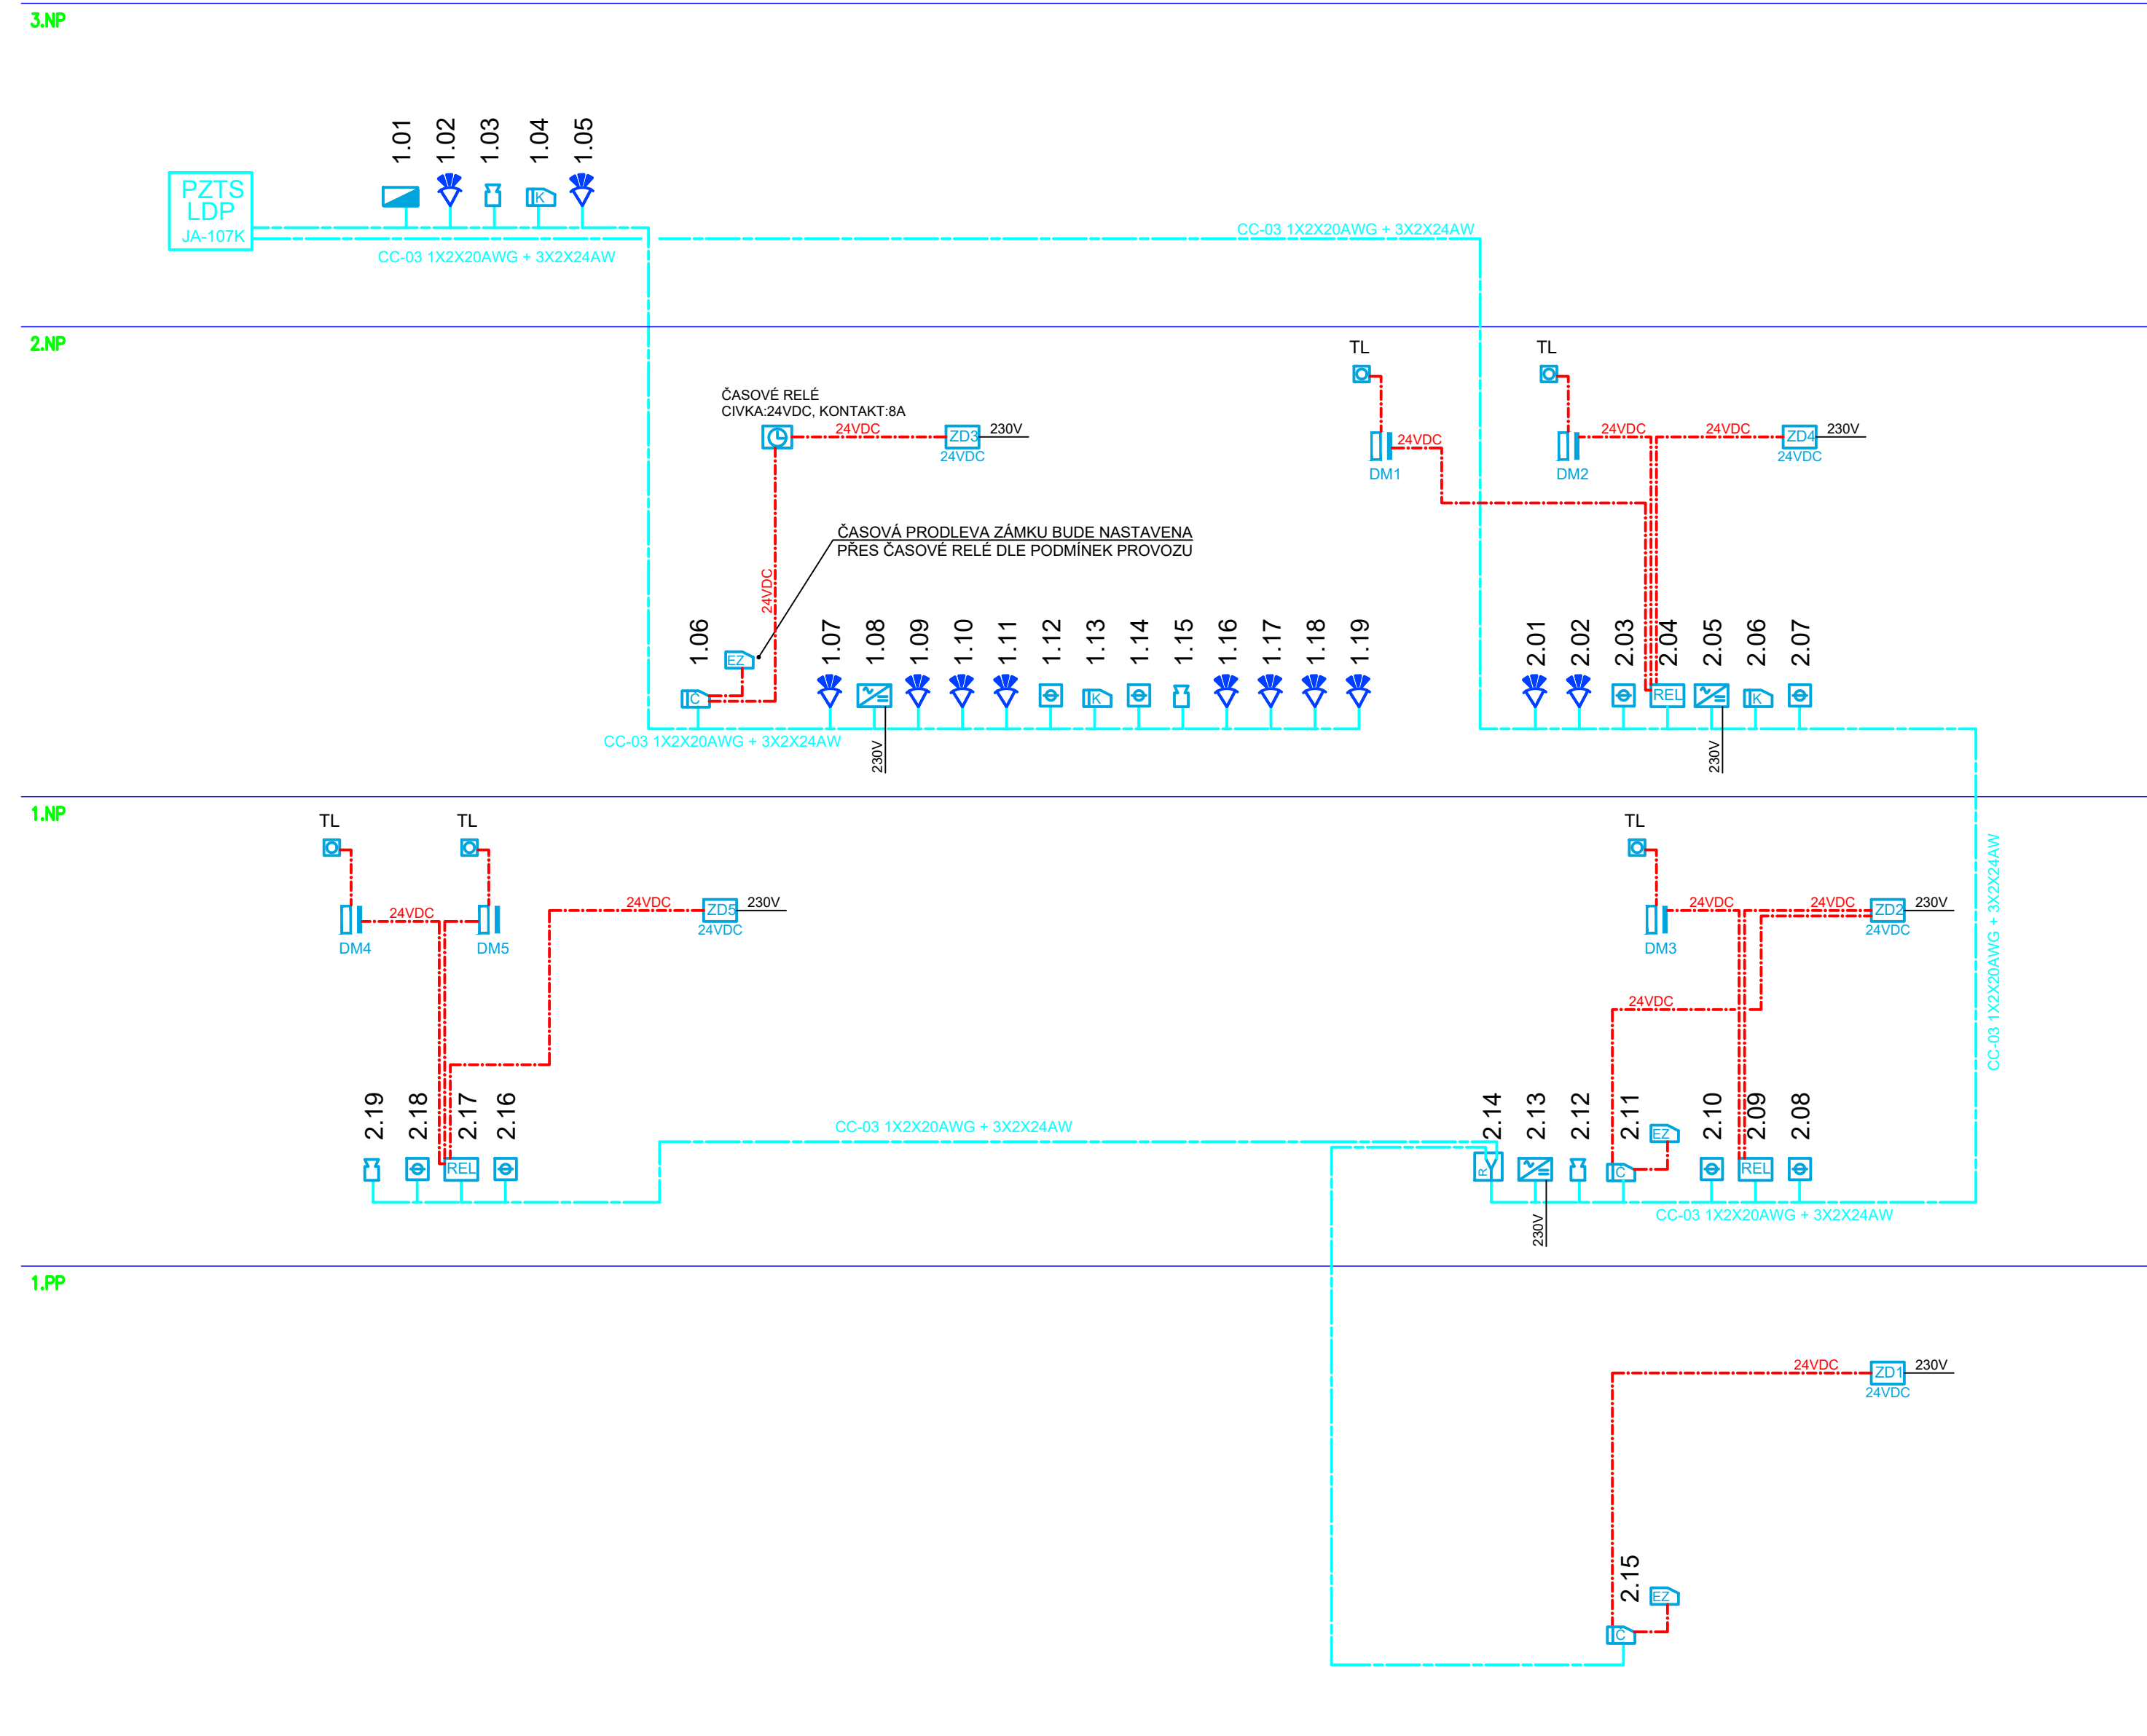 3.NP
1.01
1.02
1.03
1.04
1.05
PZTS
LDP
JA-107K
K
CC-03 1X2X20AWG + 3X2X24AW
CC-03 1X2X20AWG + 3X2X24AW
2.NP
TL
TL
ČASOVÉ RELÉ
CIVKA:24VDC, KONTAKT:8A
24VDC
ZD3
230V
24VDC
24VDC
DM1
24VDC
DM2
24VDC
ZD4
230V
24VDC
ČASOVÁ PRODLEVA ZÁMKU BUDE NASTAVENA
PŘES ČASOVÉ RELÉ DLE PODMÍNEK PROVOZU
24VDC
1.06
EZ
1.07
1.08
1.09
1.10
1.11
1.12
1.13
1.14
1.15
1.16
1.17
1.18
1.19
2.01
2.02
2.03
2.04
2.05
2.06
2.07
Č
K
REL
K
CC-03 1X2X20AWG + 3X2X24AW
230V
230V
1.NP
TL
TL
TL
24VDC
DM4
DM5
24VDC
ZD5
230V
24VDC
24VDC
DM3
24VDC
ZD2
230V
24VDC
CC-03 1X2X20AWG + 3X2X24AW
24VDC
2.19
2.18
2.17
2.16
CC-03 1X2X20AWG + 3X2X24AW
2.14
2.13
2.12
2.11
EZ
2.10
2.09
2.08
REL
R
Č
REL
CC-03 1X2X20AWG + 3X2X24AW
230V
1.PP
24VDC
ZD1
230V
24VDC
2.15
EZ
Č